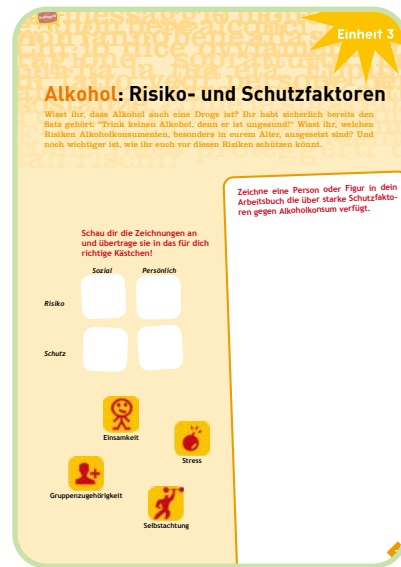 Einheit 3
Alkohol: Risiko- und Schutzfaktoren
Wisst ihr, dass Alkohol auch eine Droge ist? Ihr habt sicherlich bereits den
Satz gehört: "Trink keinen Alkohol, denn er ist ungesund!" Wisst ihr, welchen
Risiken Alkoholkonsumenten, besonders in eurem Alter, ausgesetzt sind? Und
noch wichtiger ist, wie ihr euch vor diesen Risiken schützen könnt.
Zeichne eine Person oder Figur in dein
Arbeitsbuch die über starke Schutzfakto-
ren gegen Alkoholkonsum verfügt.
Schau dir die Zeichnungen an
und übertrage sie in das für dich
richtige Kästchen!
Sozial Persönlich
Risiko
Schutz
Einsamkeit
Stress
Gruppenzugehörigkeit
Selbstachtung